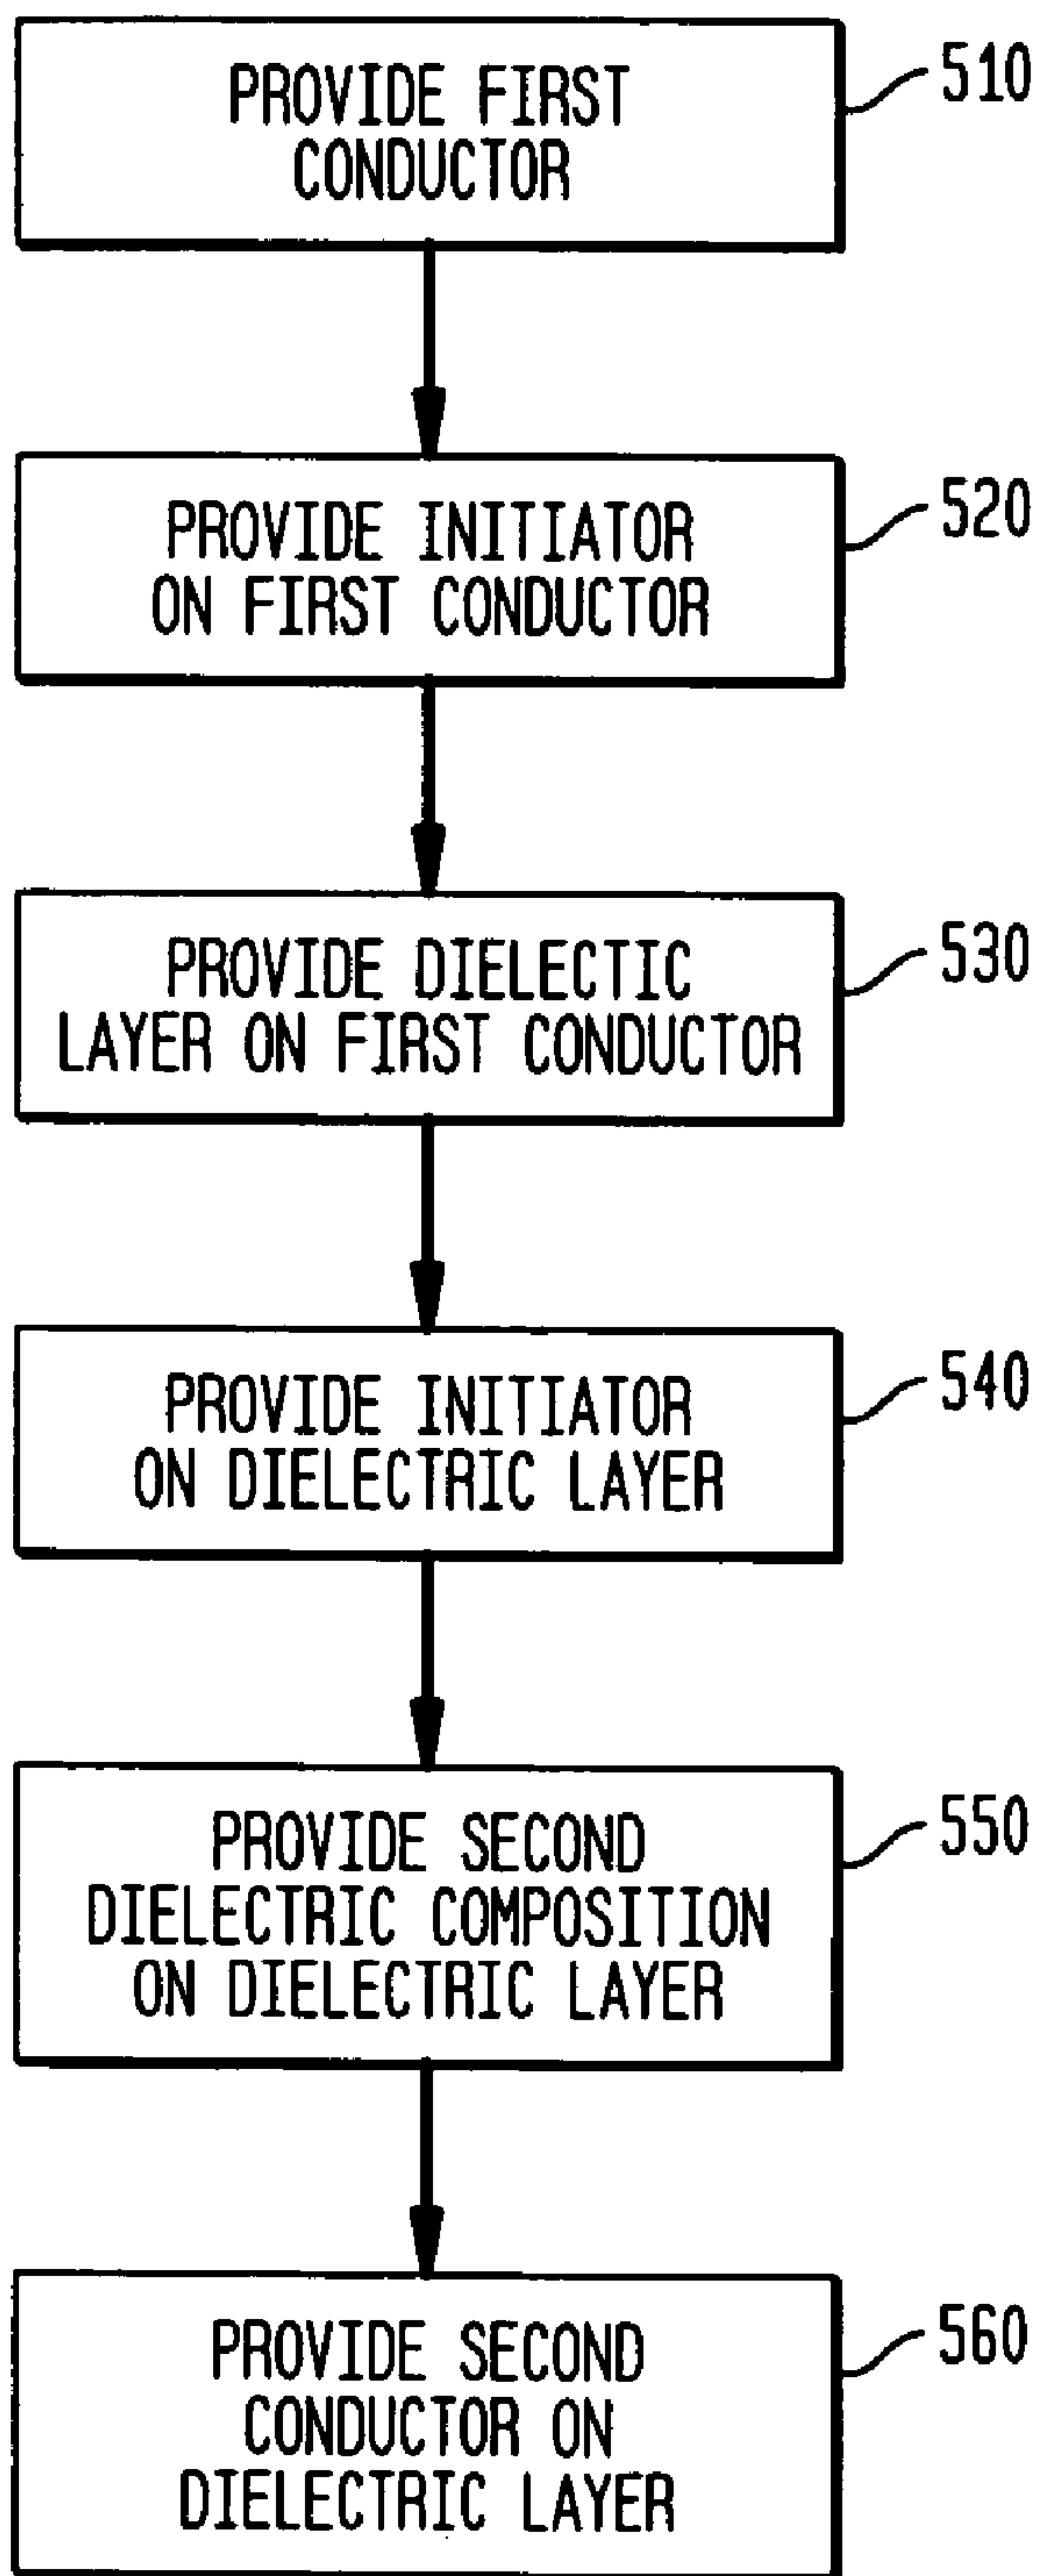 PROVIDE FIRST
CONDUCTOR
510
PROVIDE INITIATOR
ON FIRST CONDUCTOR
520
PROVIDE DIELECTIC
LAYER ON FIRST CONDUCTOR
530
PROVIDE INITIATOR
ON DIELECTRIC LAYER
540
PROVIDE SECOND
DIELECTRIC COMPOSITION
ON DIELECTRIC LAYER
550
PROVIDE SECOND
CONDUCTOR ON
DIELECTRIC LAYER
560